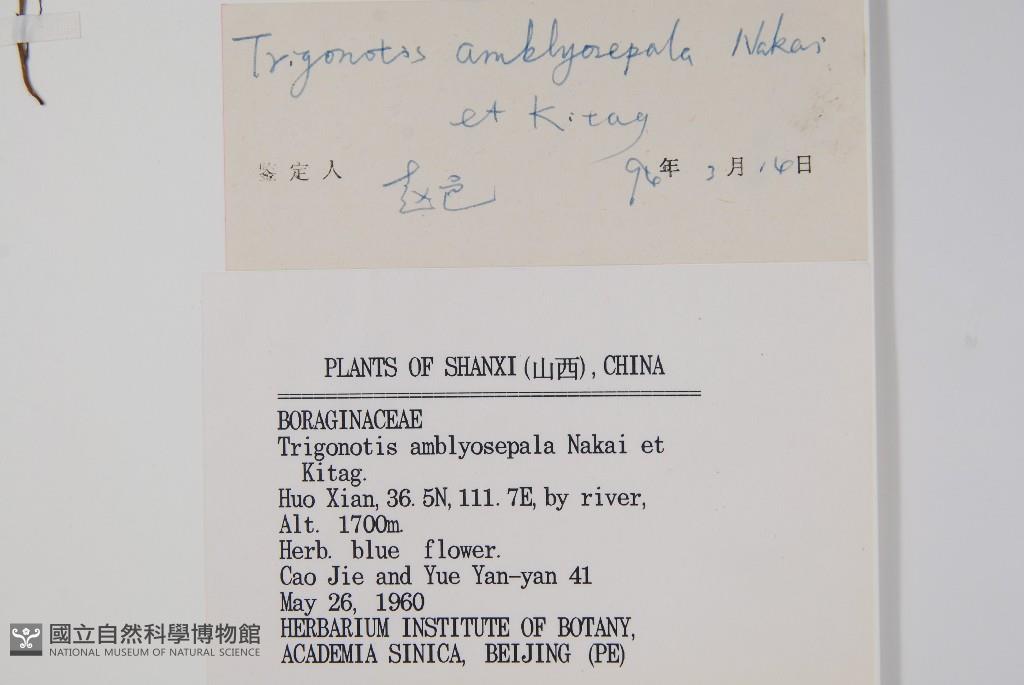 Trigonotis amblyosepala Nakai
et Kitag
鉴定人 赵 94年3月14日
PLANTS OF SHANXI (山西), CHINA
BORAGINACEAE
Trigonotis amblyosepala Nakai et
Kitag.
Huo Xian, 36.5N, 111.7E, by river,
Alt. 1700m.
Herb. blue flower.
Cao Jie and Yue Yan-yan 41
May 26, 1960
HERBARIUM INSTITUTE OF BOTANY,
ACADEMIA SINICA, BEIJING (PE)
國立自然科學博物館
NATIONAL MUSEUM OF NATURAL SCIENCE